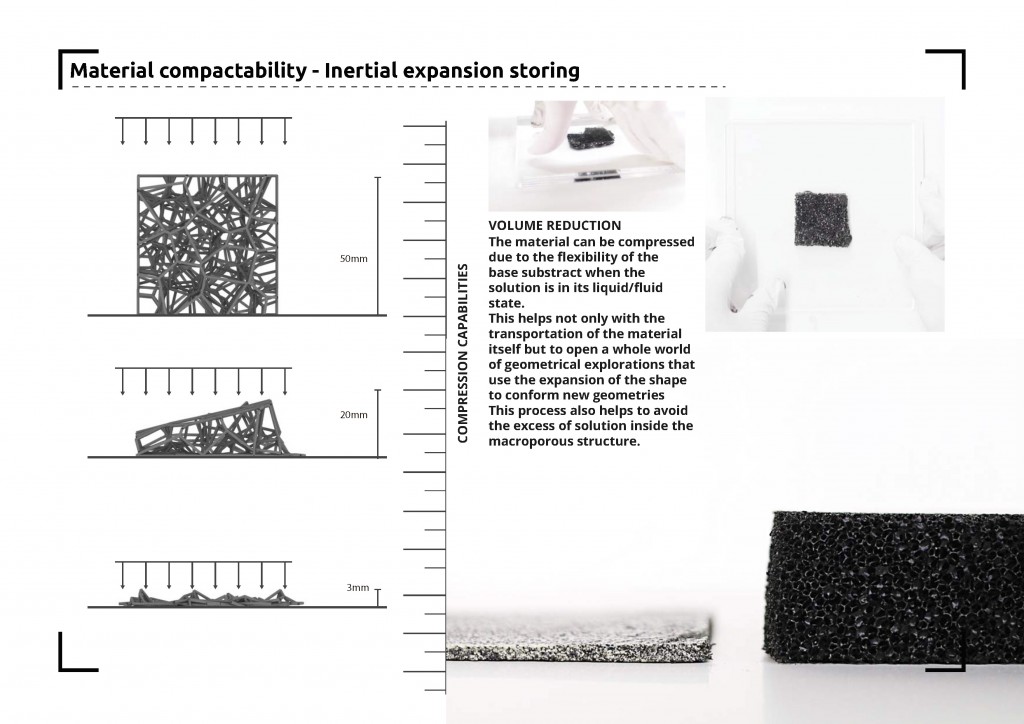 Material compactability - Inertial expansion storing
50mm
20mm
3mm
COMPRESSION CAPABILITIES
VOLUME REDUCTION
The material can be compressed
due to the flexibility of the
base substract when the
solution is in its liquid/fluid
state.
This helps not only with the
transportation of the material
itself but to open a whole world
of geometrical explorations that
use the expansion of the shape
to conform new geometries
This process also helps to avoid
the excess of solution inside the
macroporous structure.